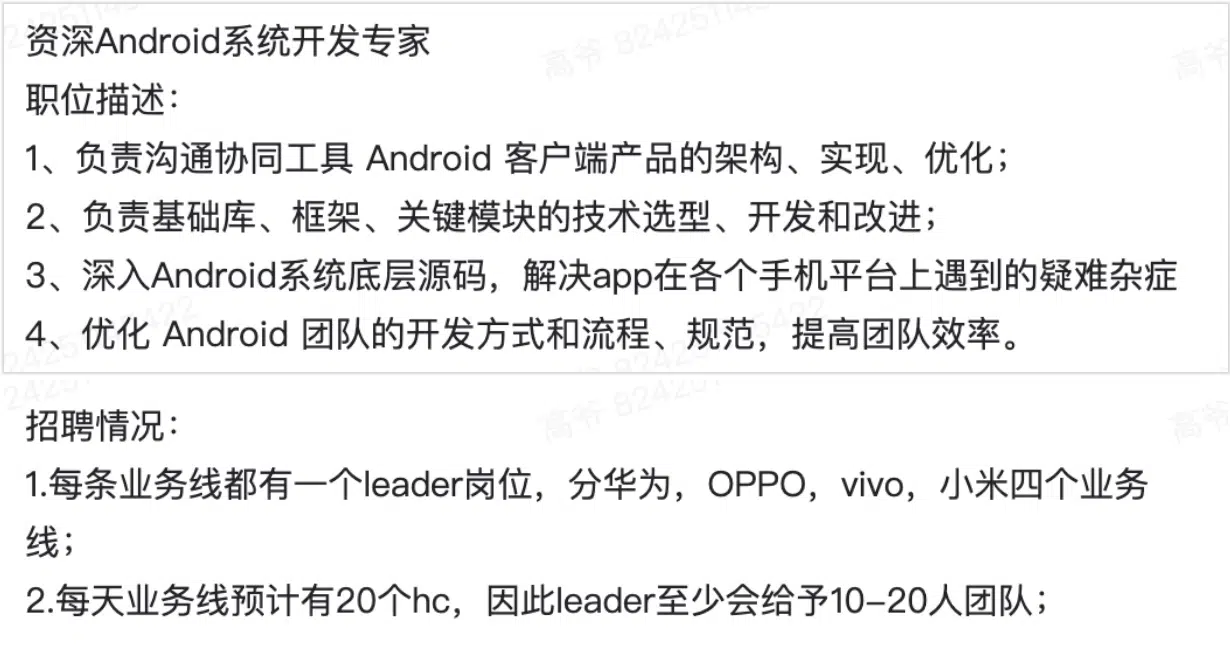 资深Android系统开发专家
职位描述：
1、负责沟通协同工具 Android 客户端产品的架构、实现、优化；
2、负责基础库、框架、关键模块的技术选型、开发和改进；
3、深入Android系统底层源码，解决app在各个手机平台上遇到的疑难杂症
4、优化 Android 团队的开发方式和流程、规范，提高团队效率。
招聘情况：
1.每条业务线都有一个leader岗位，分华为，OPPO，vivo，小米四个业务
线；
2.每天业务线预计有20个hc，因此leader至少会给予10–20人团队；